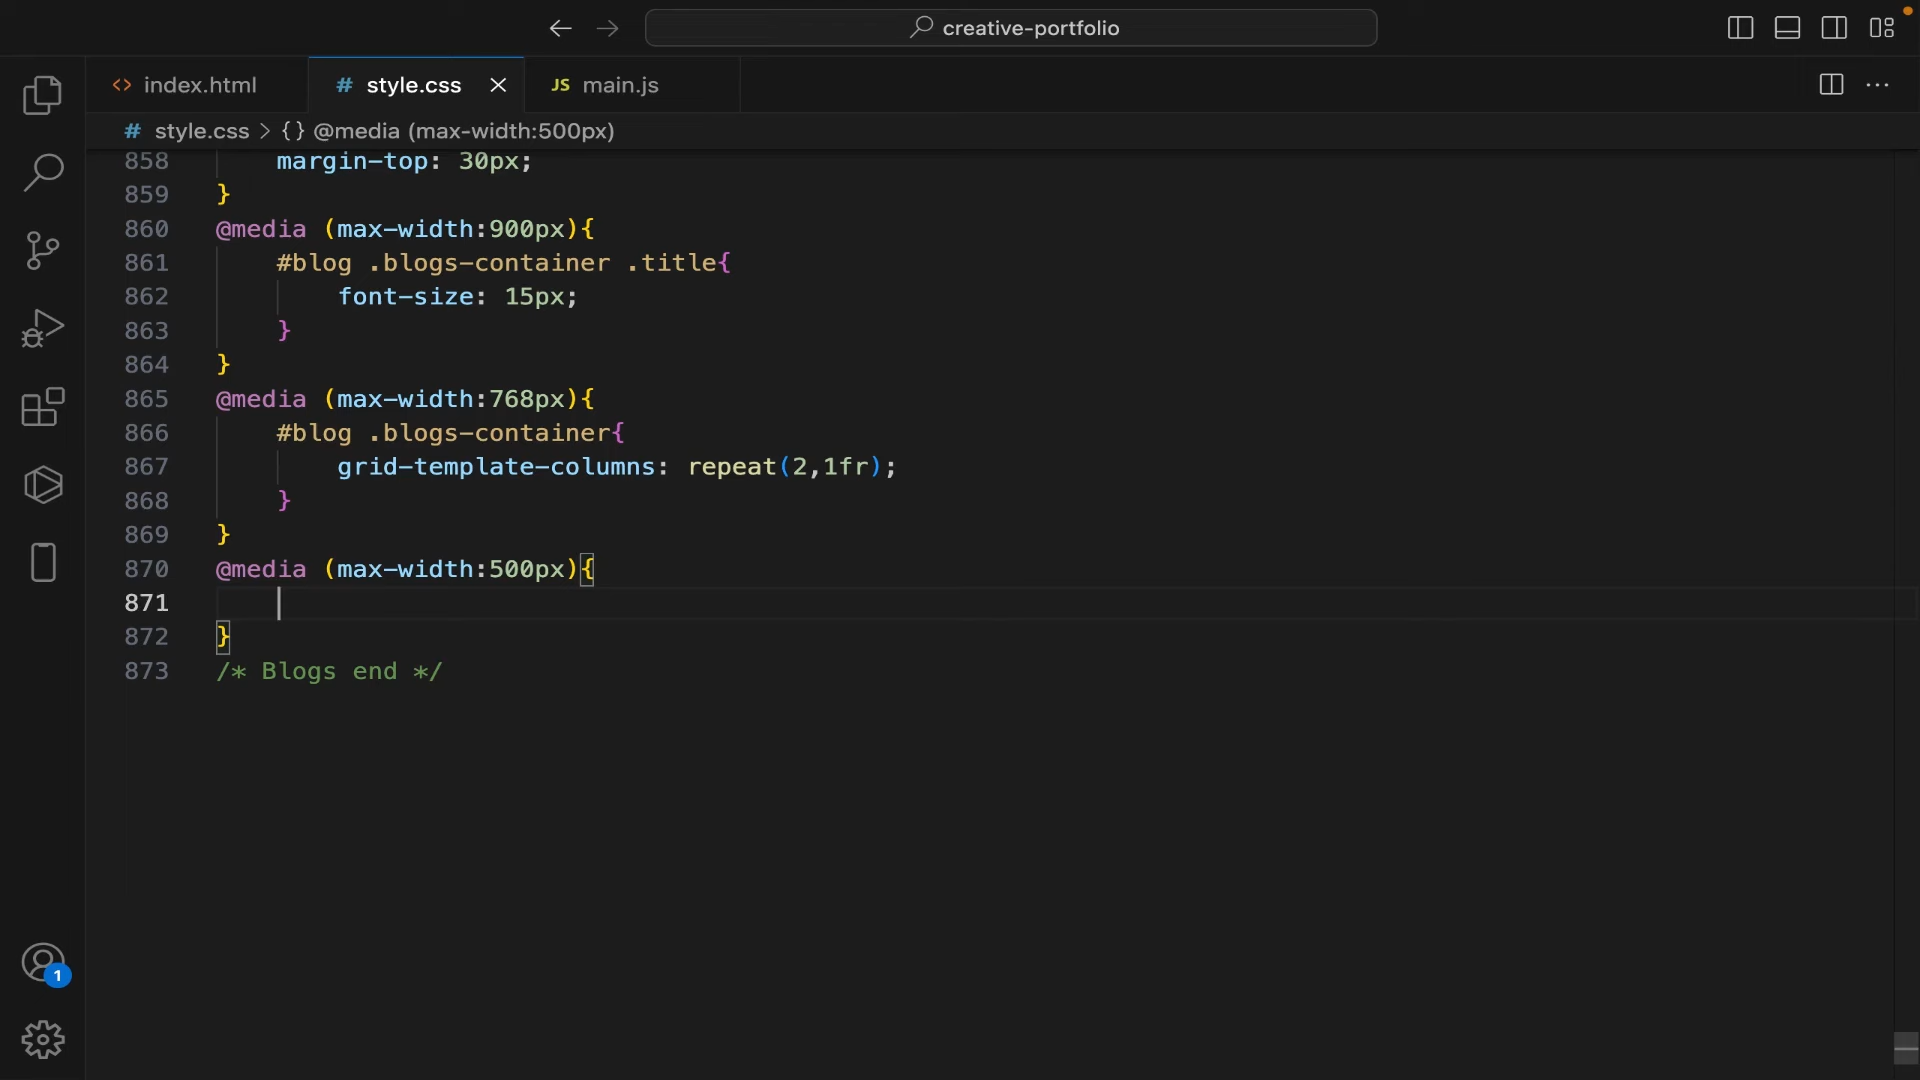 creative-portfolio
index.html
# style.css
JS main.js
# style.css > {} @media (max-width:500px)
858 margin-top: 30px;
859 }
860 @media (max-width:900px){
861 #blog .blogs-container .title{
862 font-size: 15px;
863 }
864 }
865 @media (max-width:768px){
866 #blog .blogs-container{
867 grid-template-columns: repeat(2,1fr);
868 }
869 }
870 @media (max-width:500px){
871
872 }
873 /* Blogs end */
1